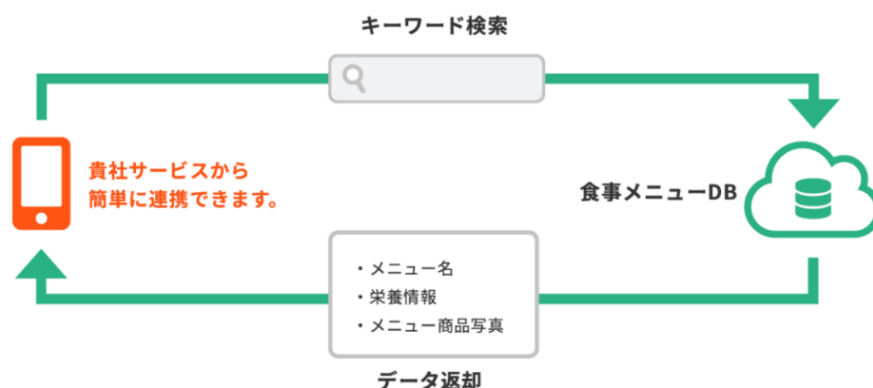 キーワード検索
貴社サービスから
簡単に連携できます。
食事メニューDB
・メニュー名
・栄養情報
・メニュー商品写真
データ返却